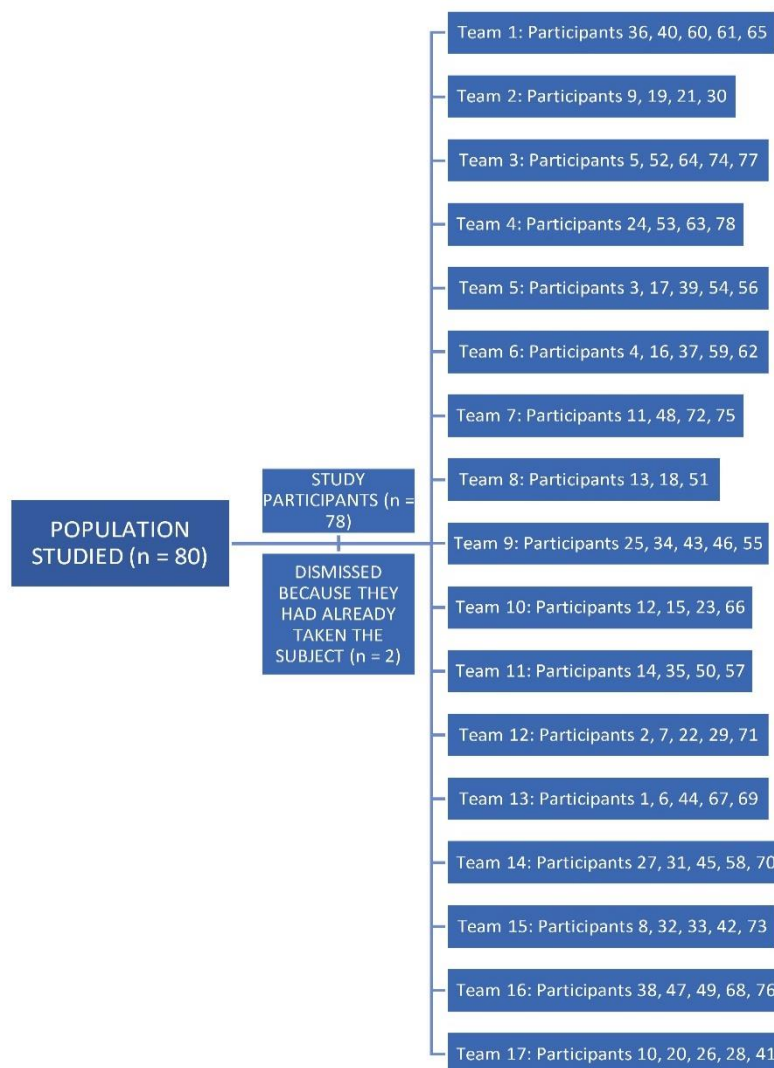 POPULATION
STUDIED (n = 80)
STUDY
PARTICIPANTS (n =
78)
DISMISSED
BECAUSE THEY
HAD ALREADY
TAKEN THE
SUBJECT (n = 2)
Team 1: Participants 36, 40, 60, 61, 65
Team 2: Participants 9, 19, 21, 30
Team 3: Participants 5, 52, 64, 74, 77
Team 4: Participants 24, 53, 63, 78
Team 5: Participants 3, 17, 39, 54, 56
Team 6: Participants 4, 16, 37, 59, 62
Team 7: Participants 11, 48, 72, 75
Team 8: Participants 13, 18, 51
Team 9: Participants 25, 34, 43, 46, 55
Team 10: Participants 12, 15, 23, 66
Team 11: Participants 14, 35, 50, 57
Team 12: Participants 2, 7, 22, 29, 71
Team 13: Participants 1, 6, 44, 67, 69
Team 14: Participants 27, 31, 45, 58, 70
Team 15: Participants 8, 32, 33, 42, 73
Team 16: Participants 38, 47, 49, 68, 76
Team 17: Participants 10, 20, 26, 28, 41